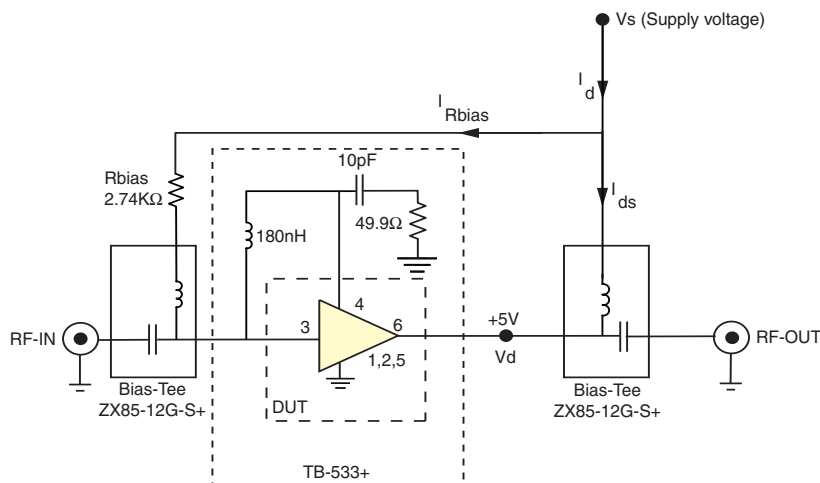 Vs (Supply voltage)
I d
I Rbias
10pF
Rbias
2.74KΩ
49.9Ω
I ds
180nH
4
3
6
+5V
RF-IN
RF-OUT
1,2,5
Vd
Bias-Tee
ZX85-12G-S+
DUT
Bias-Tee
ZX85-12G-S+
TB-533+